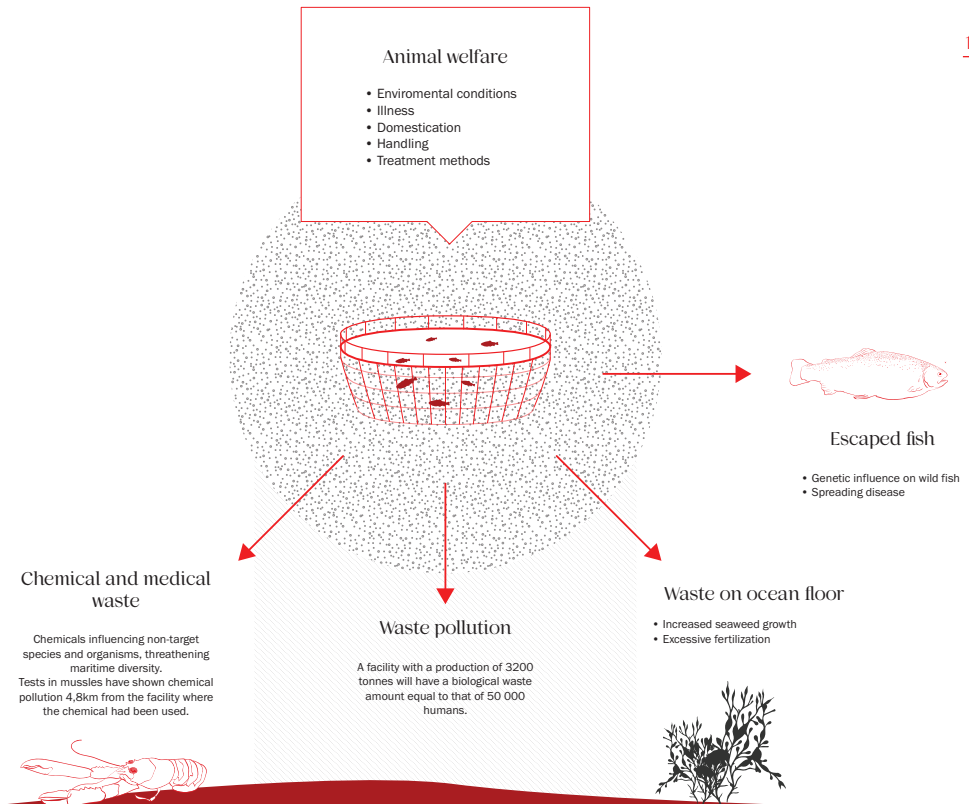 Animal welfare
• Enviromental conditions
• Illness
• Domestication
• Handling
• Treatment methods
1
Escaped fish
• Genetic influence on wild fish
• Spreading disease
Chemical and medical
waste
Chemicals influencing non-target
species and organisms, threathening
maritime diversity.
Tests in mussles have shown chemical
pollution 4,8km from the facility where
the chemical had been used.
Waste pollution
A facility with a production of 3200
tonnes will have a biological waste
amount equal to that of 50 000
humans.
Waste on ocean floor
• Increased seaweed growth
• Excessive fertilization